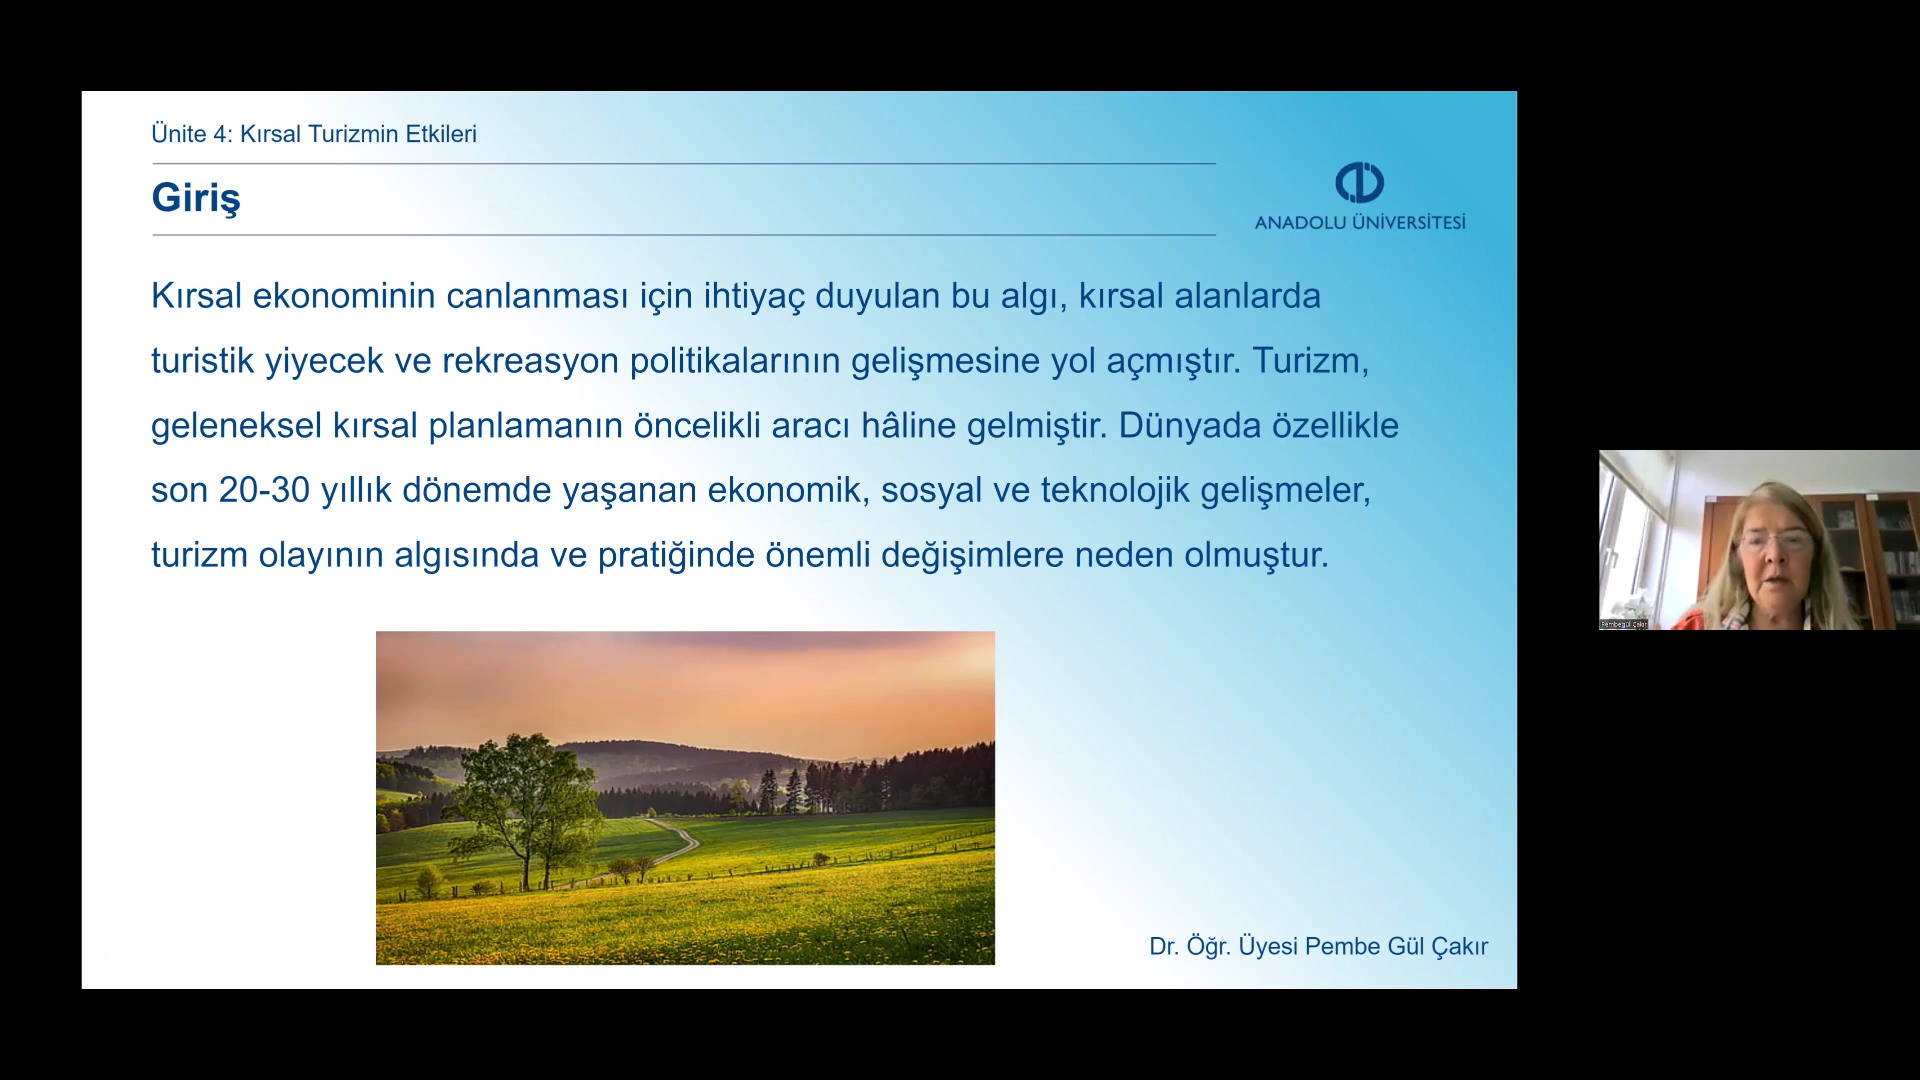 Ünite 4: Kırsal Turizmin Etkileri
Giriş
ANADOLU ÜNİVERSİTESİ
Kırsal ekonominin canlanması için ihtiyaç duyulan bu algı, kırsal alanlarda
turistik yiyecek ve rekreasyon politikalarının gelişmesine yol açmıştır. Turizm,
geleneksel kırsal planlamanın öncelikli aracı hâline gelmiştir. Dünyada özellikle
son 20-30 yıllık dönemde yaşanan ekonomik, sosyal ve teknolojik gelişmeler,
turizm olayının algısında ve pratiğinde önemli değişimlere neden olmuştur.
Dr. Öğr. Üyesi Pembe Gül Çakır
Pembegül Çakır